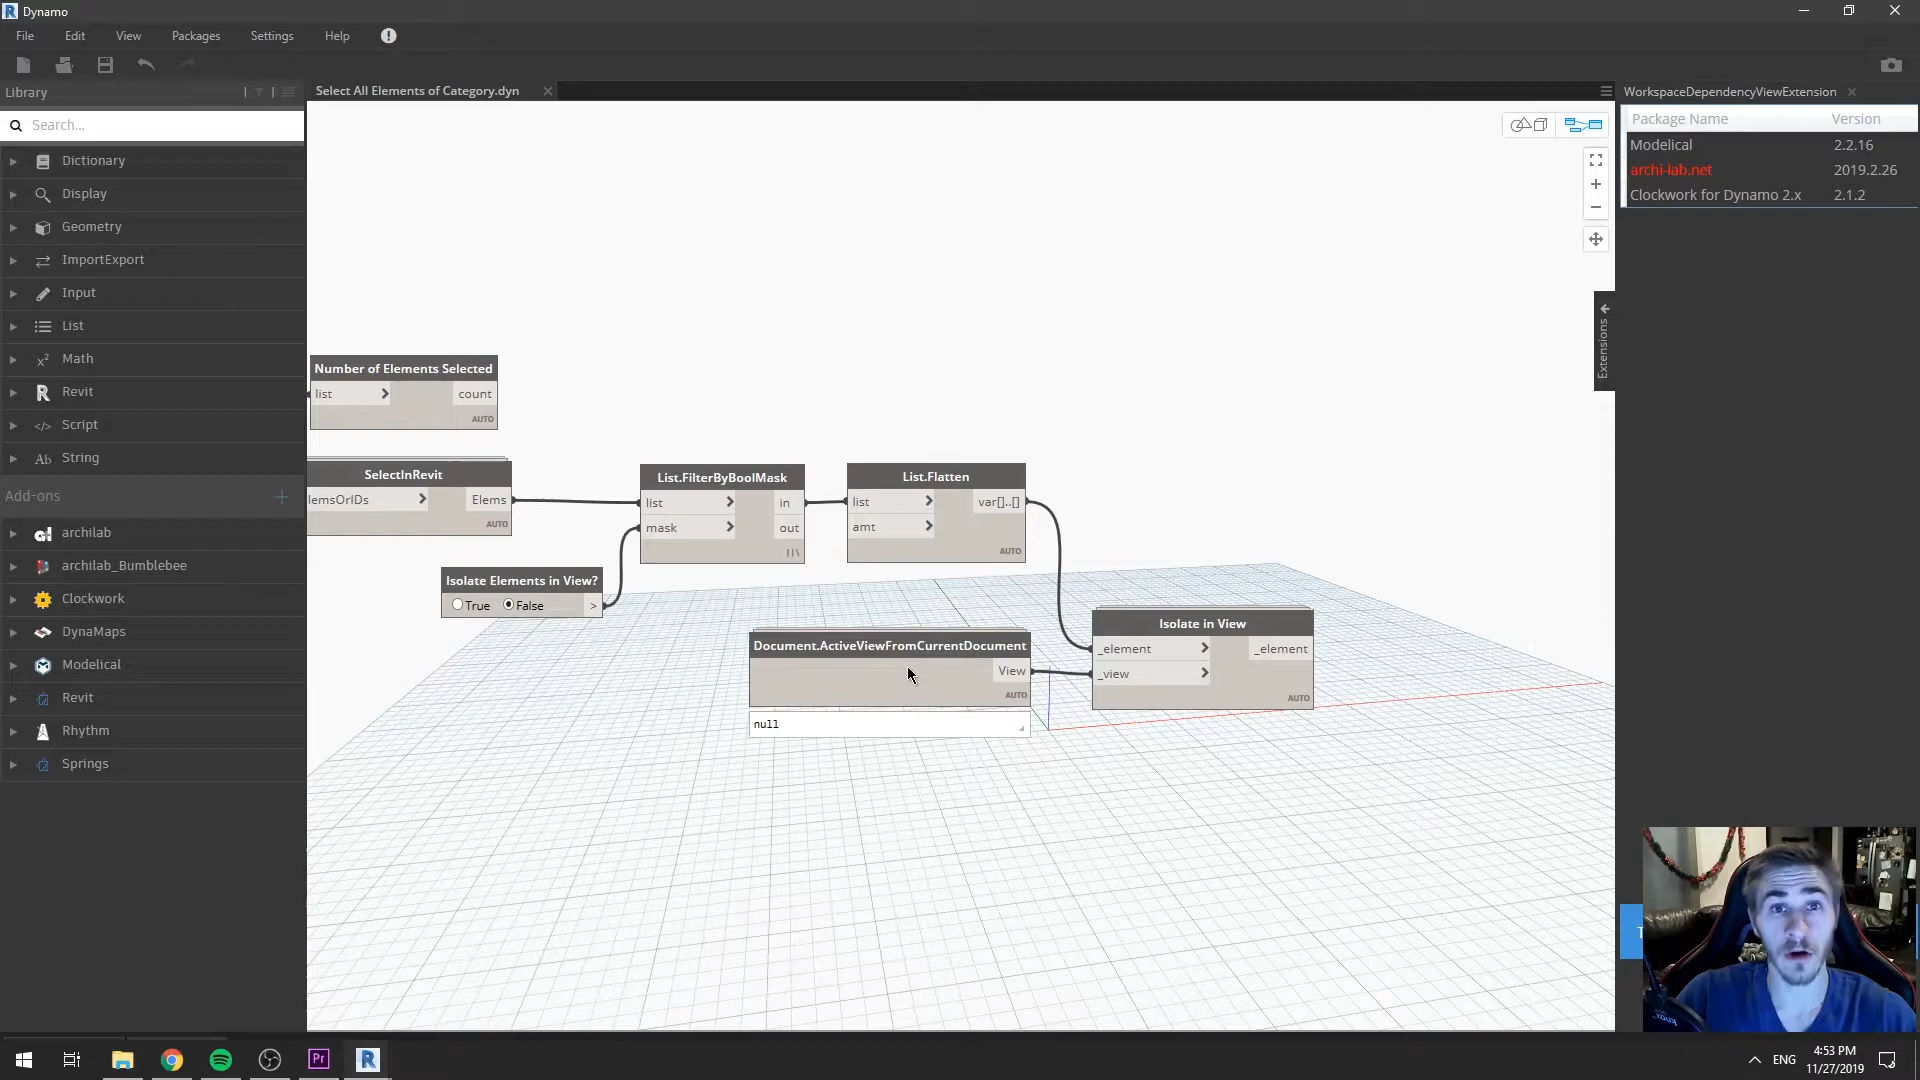 Dynamo
File Edit View Packages Settings Help
Library
Search...
Dictionary
Display
Geometry
ImportExport
Input
List
Math
Revit
Script
String
Add-ons
archilab
archilab_Bumblebee
Clockwork
DynaMaps
Modelical
Revit
Rhythm
Springs
Select All Elements of Category.dyn
Number of Elements Selected
list > count
AUTO
SelectInRevit
lemsOrIDs > Elems
AUTO
Isolate Elements in View?
True False >
List.FilterByBoolMask
list > in
mask > out
List.Flatten
list > var[]..[]
amt >
AUTO
Document.ActiveViewFromCurrentDocument
View
AUTO
null
Isolate in View
_element > _element
_view >
AUTO
Extensions
WorkspaceDependencyViewExtension
Package Name Version
Modelical 2.2.16
archi-lab.net 2019.2.26
Clockwork for Dynamo 2.x 2.1.2
ENG
4:53 PM
11/27/2019